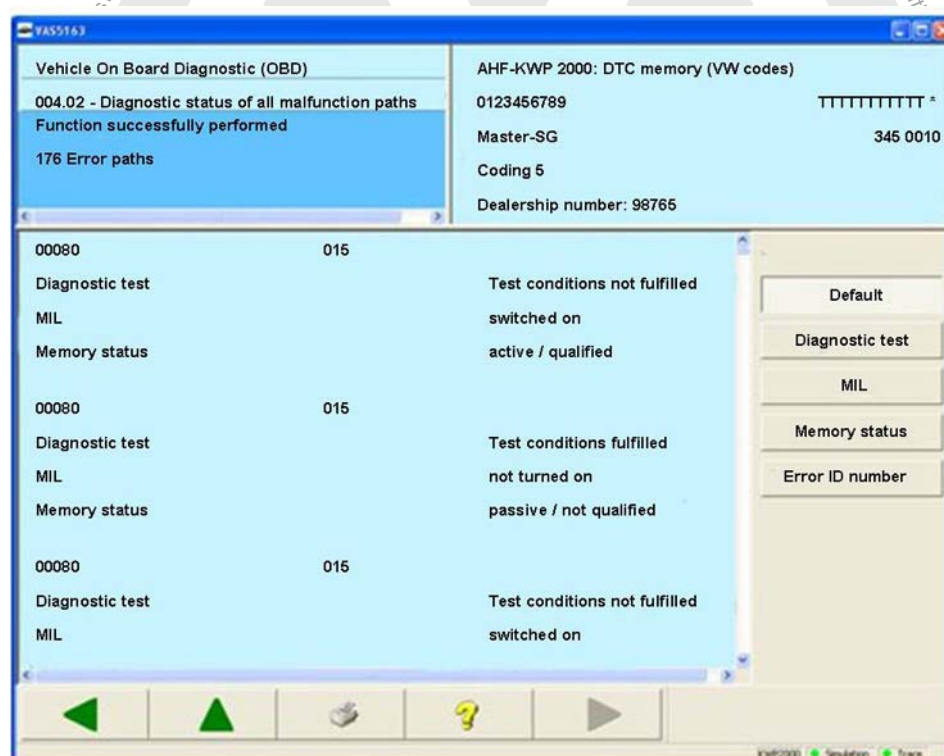 VAS5163
Vehicle On Board Diagnostic (OBD)
004.02 - Diagnostic status of all malfunction paths
Function successfully performed
176 Error paths
AHF-KWP 2000: DTC memory (VW codes)
0123456789 TTTTTTTTTTT *
Master-SG 345 0010
Coding 5
Dealership number: 98765
00080 015
Diagnostic test Test conditions not fulfilled
MIL switched on
Memory status active / qualified
00080 015
Diagnostic test Test conditions fulfilled
MIL not turned on
Memory status passive / not qualified
00080 015
Diagnostic test Test conditions not fulfilled
MIL switched on
Default
Diagnostic test
MIL
Memory status
Error ID number
KWP2000 Simulation Trace